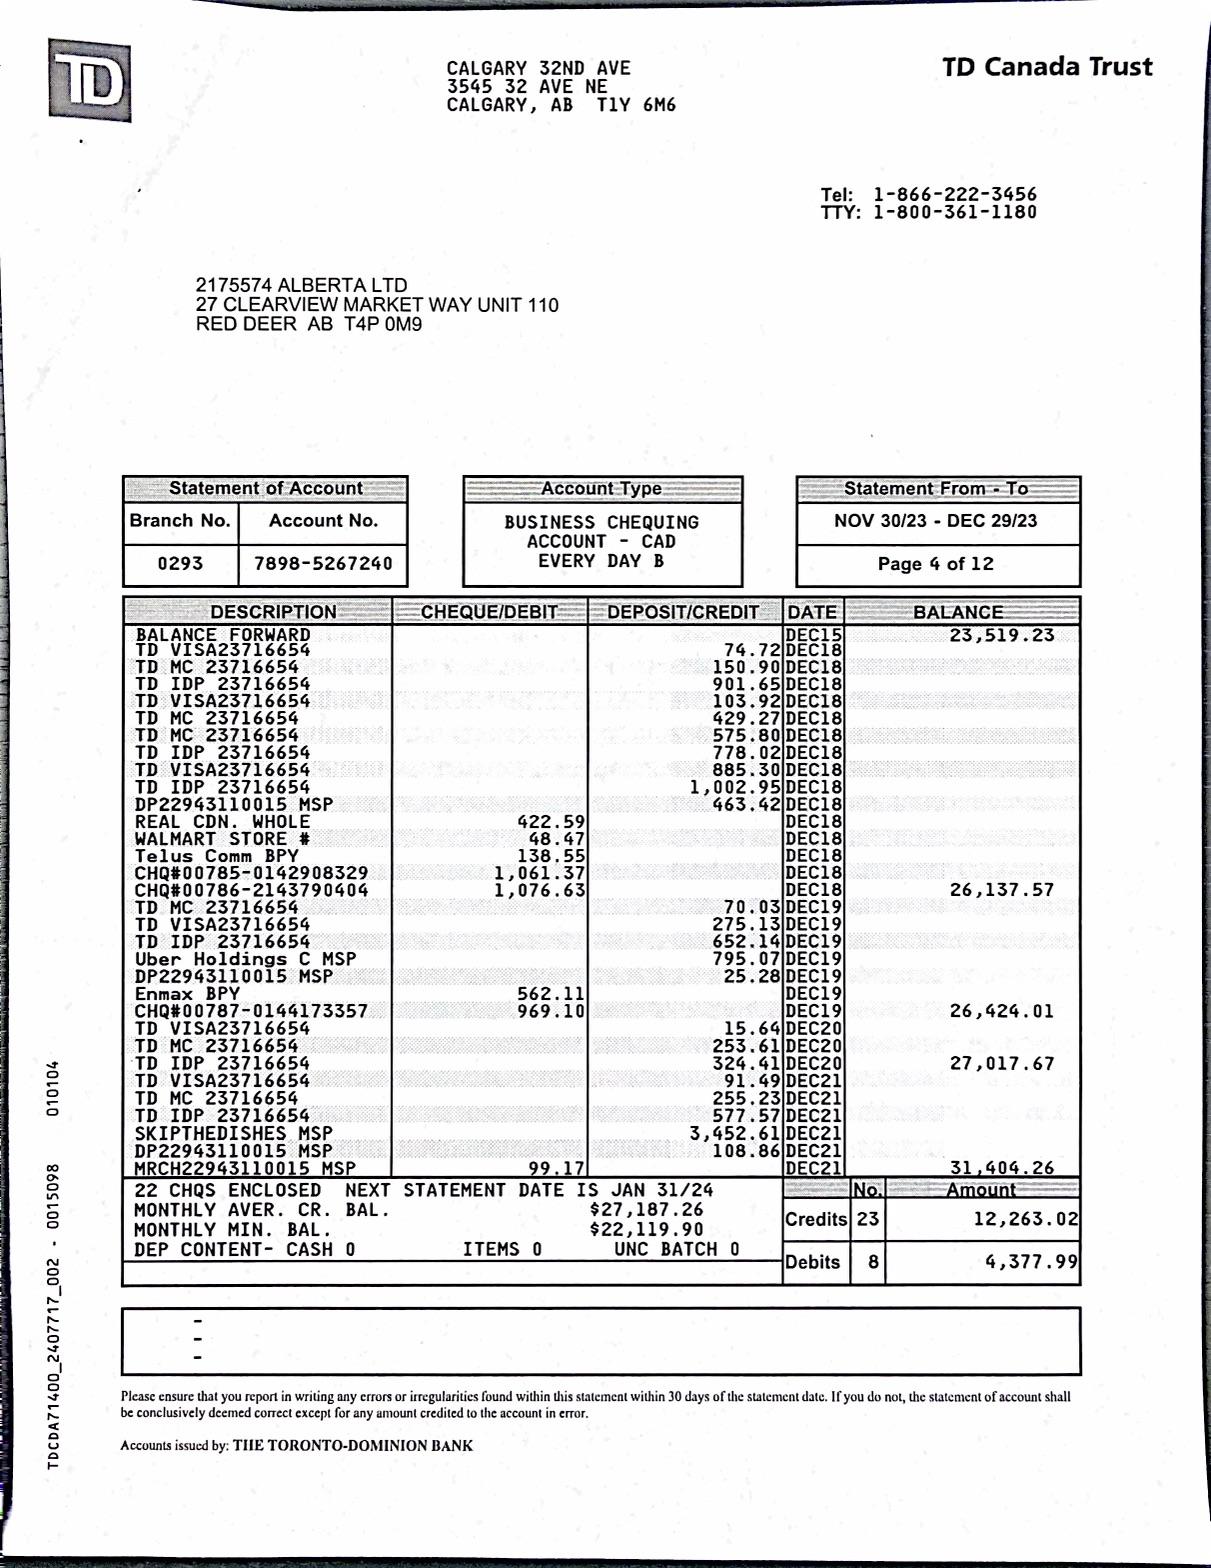 TD
CALGARY 32ND AVE
3545 32 AVE NE
CALGARY, AB T1Y 6M6
TD Canada Trust
Tel: 1-866-222-3456
TTY: 1-800-361-1180
2175574 ALBERTA LTD
27 CLEARVIEW MARKET WAY UNIT 110
RED DEER AB T4P 0M9
Statement of Account
Branch No. Account No.
0293 7898-5267240
Account Type
BUSINESS CHEQUING
ACCOUNT - CAD
EVERY DAY B
Statement From - To
NOV 30/23 - DEC 29/23
Page 4 of 12
DESCRIPTION CHEQUE/DEBIT DEPOSIT/CREDIT DATE BALANCE
BALANCE FORWARD DEC15 23,519.23
TD VISA23716654 74.72 DEC18
TD MC 23716654 150.90 DEC18
TD IDP 23716654 901.65 DEC18
TD VISA23716654 103.92 DEC18
TD MC 23716654 429.27 DEC18
TD MC 23716654 575.80 DEC18
TD IDP 23716654 778.02 DEC18
TD VISA23716654 885.30 DEC18
TD IDP 23716654 1,002.95 DEC18
DP22943110015 MSP 463.42 DEC18
REAL CDN. WHOLE 422.59 DEC18
WALMART STORE # 48.47 DEC18
Telus Comm BPY 138.55 DEC18
CHQ#00785-0142908329 1,061.37 DEC18
CHQ#00786-2143790404 1,076.63 DEC18 26,137.57
TD MC 23716654 70.03 DEC19
TD VISA23716654 275.13 DEC19
TD IDP 23716654 652.14 DEC19
Uber Holdings C MSP 795.07 DEC19
DP22943110015 MSP 25.28 DEC19
Enmax BPY 562.11 DEC19
CHQ#00787-0144173357 969.10 DEC19 26,424.01
TD VISA23716654 15.64 DEC20
TD MC 23716654 253.61 DEC20
TD IDP 23716654 324.41 DEC20 27,017.67
TD VISA23716654 91.49 DEC21
TD MC 23716654 255.23 DEC21
TD IDP 23716654 577.57 DEC21
SKIPTHEDISHES MSP 3,452.61 DEC21
DP22943110015 MSP 108.86 DEC21
MRCH22943110015 MSP 99.17 DEC21 31,404.26
22 CHQS ENCLOSED NEXT STATEMENT DATE IS JAN 31/24
MONTHLY AVER. CR. BAL. $27,187.26
MONTHLY MIN. BAL. $22,119.90
DEP CONTENT- CASH 0 ITEMS 0 UNC BATCH 0
No. Amount
Credits 23 12,263.02
Debits 8 4,377.99
-
-
-
Please ensure that you report in writing any errors or irregularities found within this statement within 30 days of the statement date. If you do not, the statement of account shall
be conclusively deemed correct except for any amount credited to the account in error.
Accounts issued by: THE TORONTO-DOMINION BANK
TDCDA71400_2407717_002 - 0015098 010104